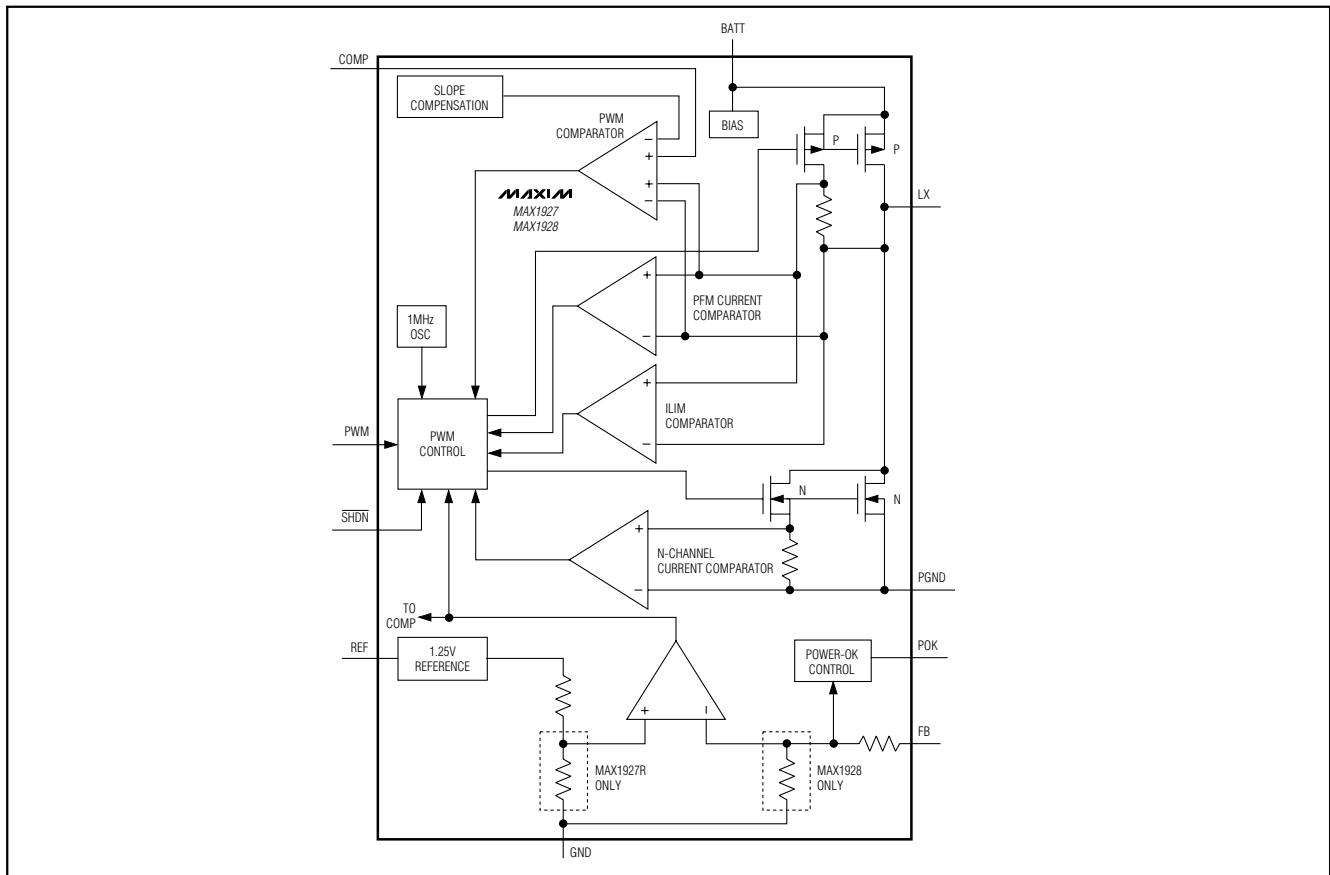 BATT
COMP
SLOPE
COMPENSATION
PWM
COMPARATOR
BIAS
P
P
MAXIM
MAX1927
MAX1928
LX
PFM CURRENT
COMPARATOR
1MHz
OSC
ILIM
COMPARATOR
PWM
PWM
CONTROL
N
N
SHDN
N-CHANNEL
CURRENT COMPARATOR
PGND
TO
COMP
REF
1.25V
REFERENCE
POWER-OK
CONTROL
POK
FB
MAX1927R
ONLY
MAX1928
ONLY
GND